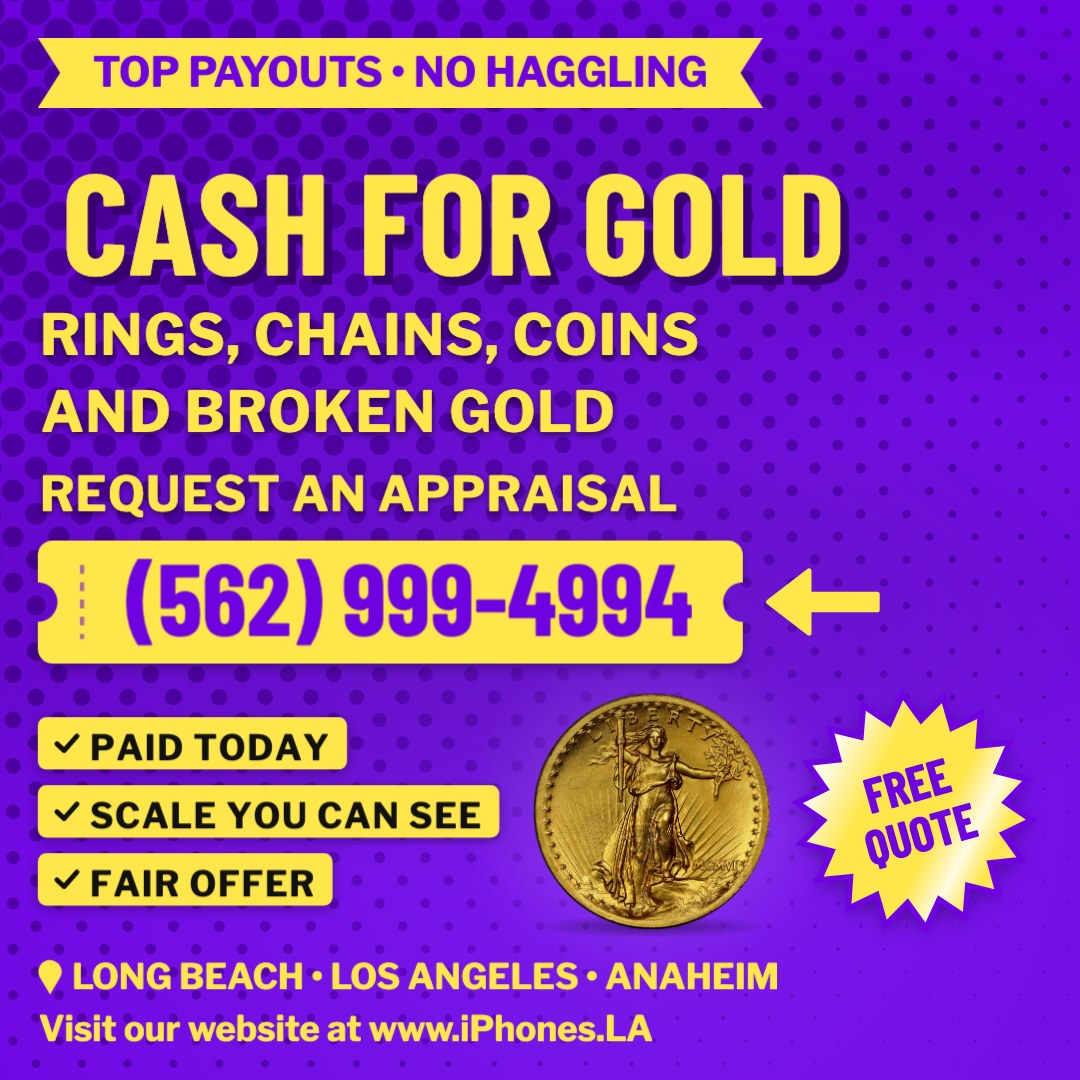 TOP PAYOUTS • NO HAGGLING
CASH FOR GOLD
RINGS, CHAINS, COINS
AND BROKEN GOLD
REQUEST AN APPRAISAL
(562) 999-4994
✓ PAID TODAY
✓ SCALE YOU CAN SEE
✓ FAIR OFFER
LIBERTY
FREE
QUOTE
LONG BEACH • LOS ANGELES • ANAHEIM
Visit our website at www.iPhones.LA